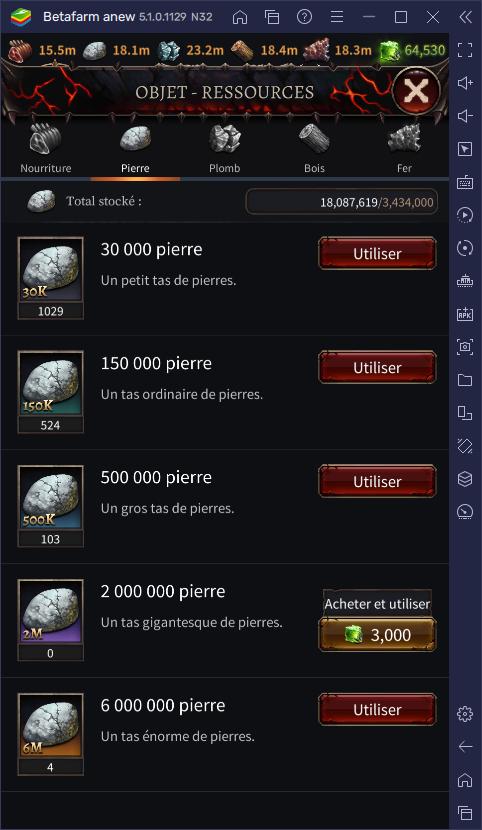 Betafarm anew 5.1.0.1129 N32
15.5m 18.1m 23.2m 18.4m 18.3m 64,530
OBJET - RESSOURCES
Nourriture Pierre Plomb Bois Fer
Total stocké : 18,087,619/3,434,000
30 000 pierre
Utiliser
Un petit tas de pierres.
30K
1029
150 000 pierre
Utiliser
Un tas ordinaire de pierres.
150K
524
500 000 pierre
Utiliser
Un gros tas de pierres.
500K
103
2 000 000 pierre
Acheter et utiliser
Un tas gigantesque de pierres.
2M
3,000
0
6 000 000 pierre
Utiliser
Un tas énorme de pierres.
6M
4